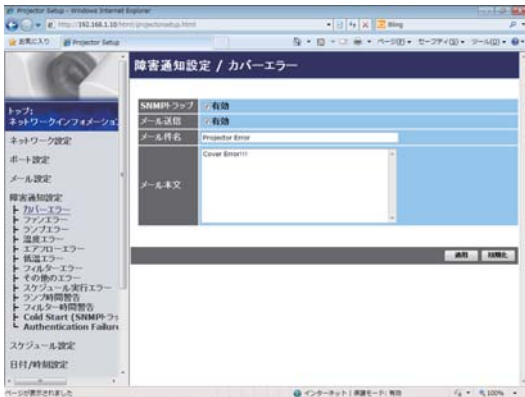 Projector Setup - Windows Internet Explorer
http://192.168.1.10/html/projectorsetup.html
Bing
お気に入り
Projector Setup
ページ(P)
セーフティ(S)
ツール(O)
障害通知設定 / カバーエラー
トップ:
ネットワークインフォメーション
ネットワーク設定
ポート設定
メール設定
障害通知設定
カバーエラー
ファンエラー
ランプエラー
温度エラー
エアフローエラー
低温エラー
フィルターエラー
その他のエラー
スケジュール実行エラー
ランプ時間警告
フィルター時間警告
Cold Start (SNMPトラ
Authentication Failure
スケジュール設定
日付/時刻設定
SNMPトラップ
有効
メール送信
有効
メール件名
Projector Error
メール本文
Cover Error!!!
適用
初期化
ページが表示されました
インターネット | 保護モード: 無効
100%